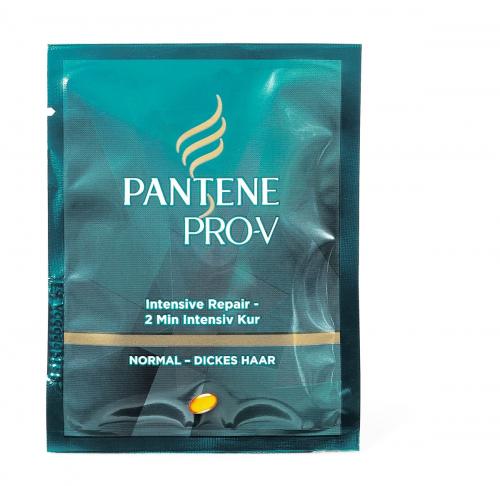 PANTENE
PRO-V
Intensive Repair -
2 Min Intensiv Kur
NORMAL – DICKES HAAR